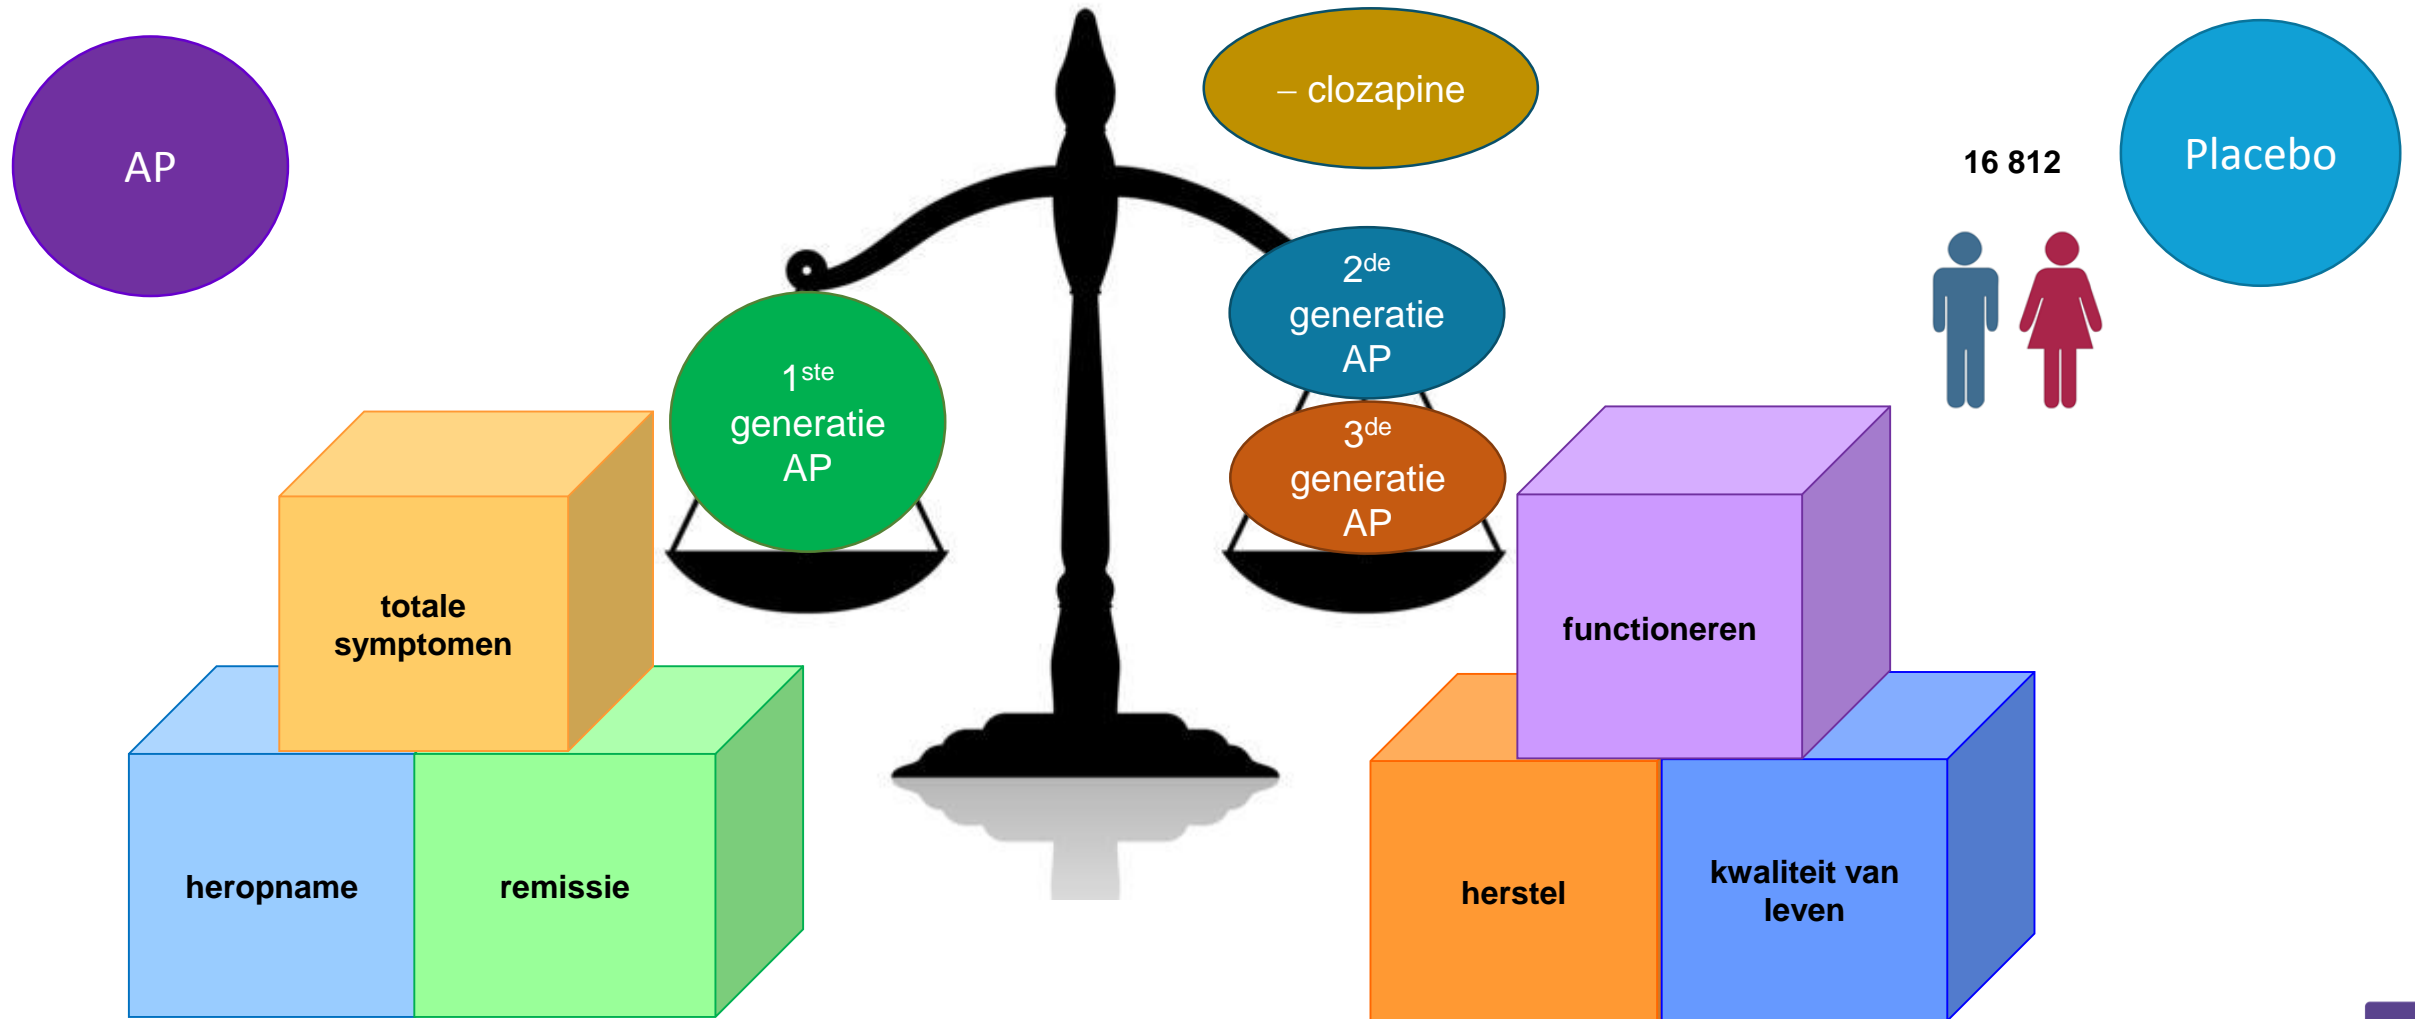 AP
– clozapine
16 812
Placebo
1ste
generatie
AP
2de
generatie
AP
3de
generatie
AP
totale
symptomen
heropname
remissie
functioneren
herstel
kwaliteit van
leven